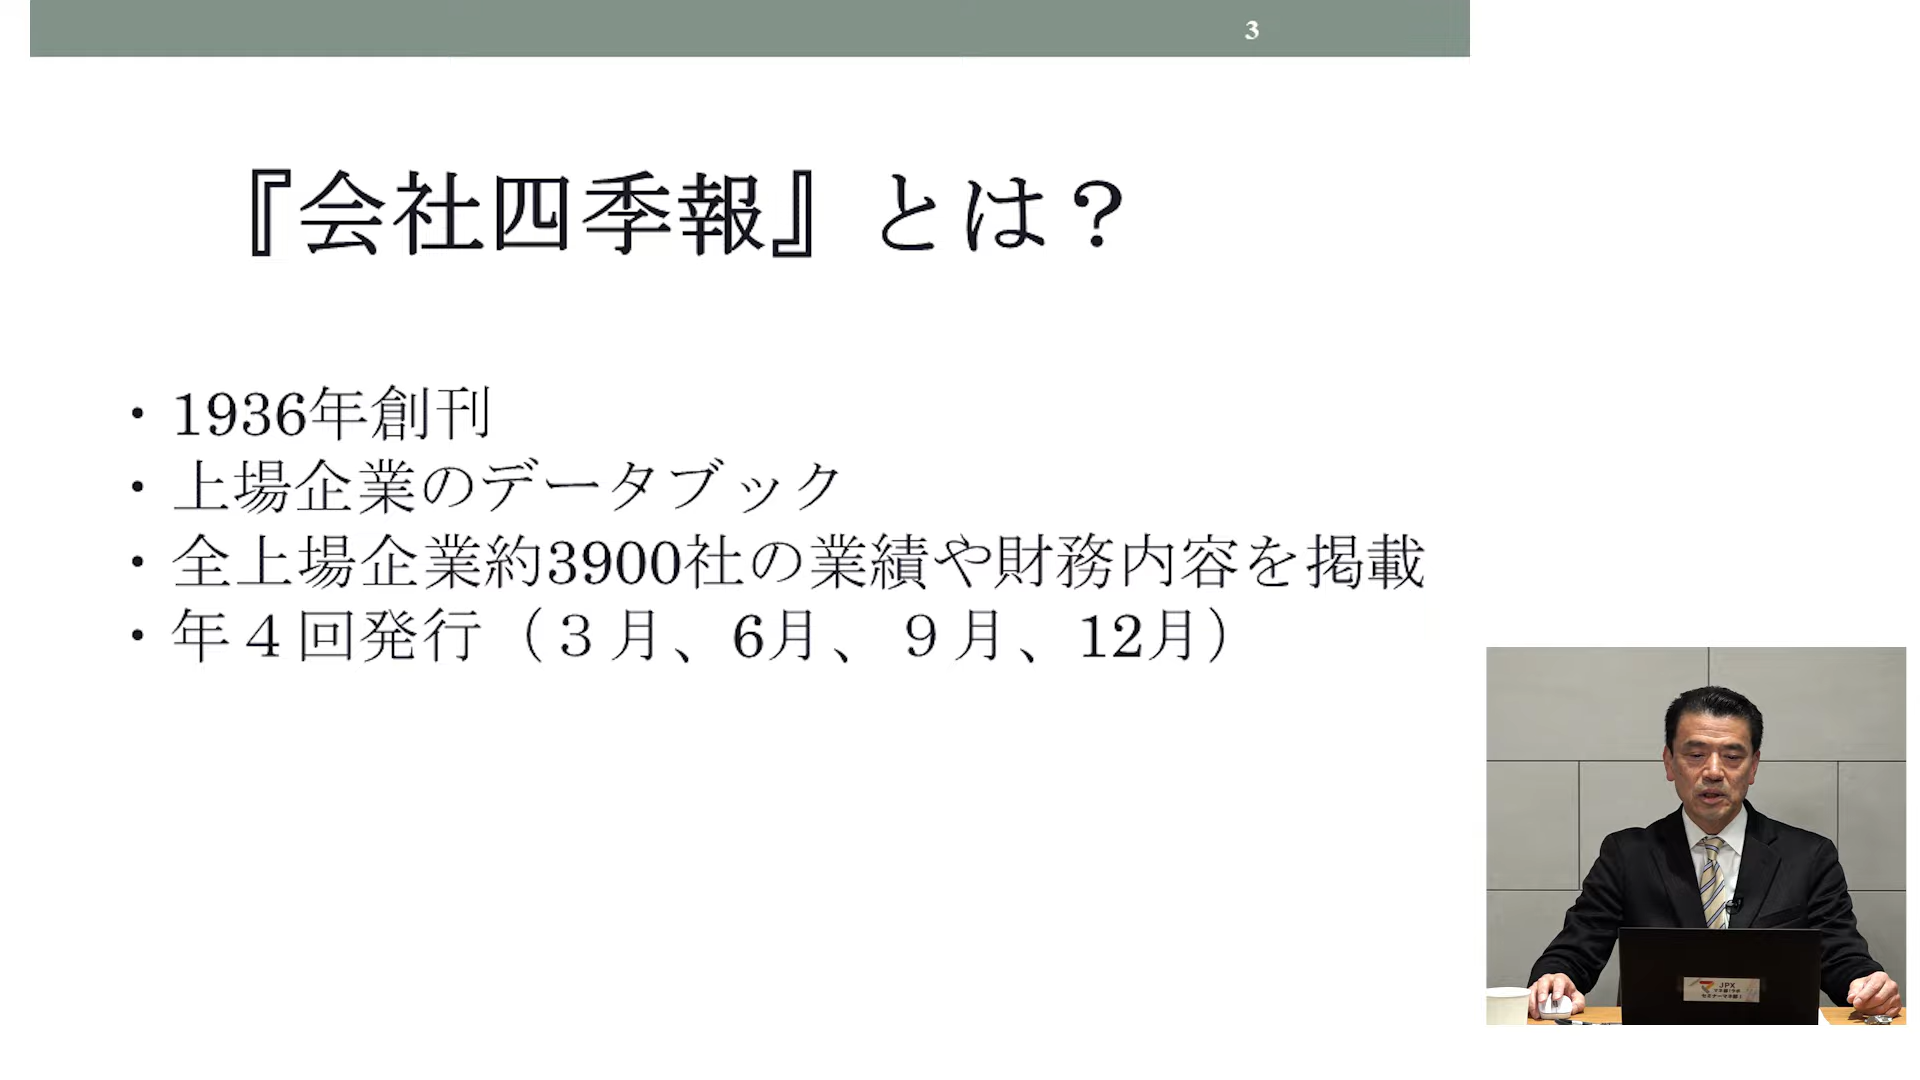 3
『会社四季報』とは？
・1936年創刊
・上場企業のデータブック
・全上場企業約3900社の業績や財務内容を掲載
・年４回発行（３月、6月、９月、12月）
JPX